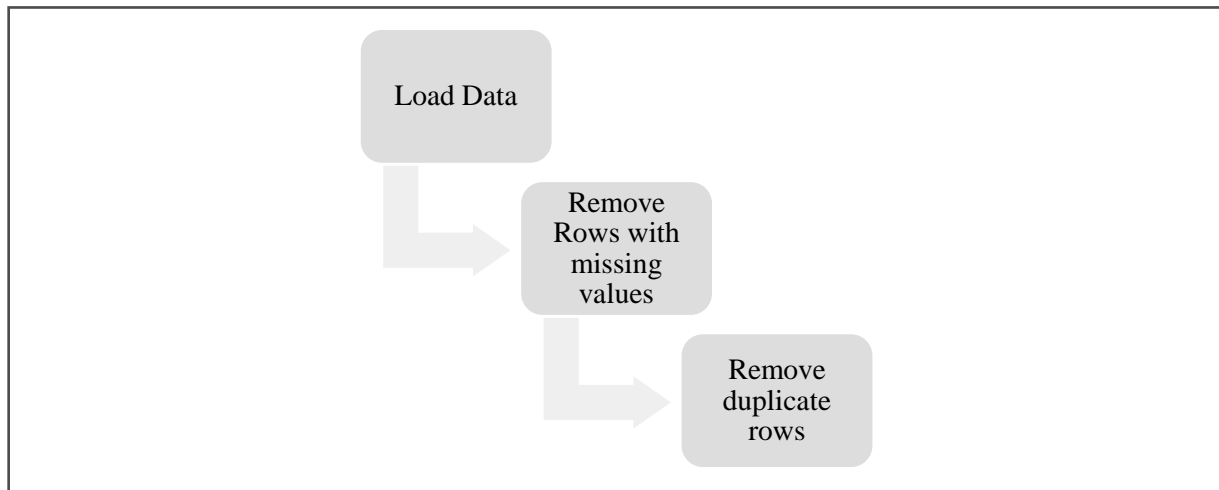 Load Data
Remove
Rows with
missing
values
Remove
duplicate
rows